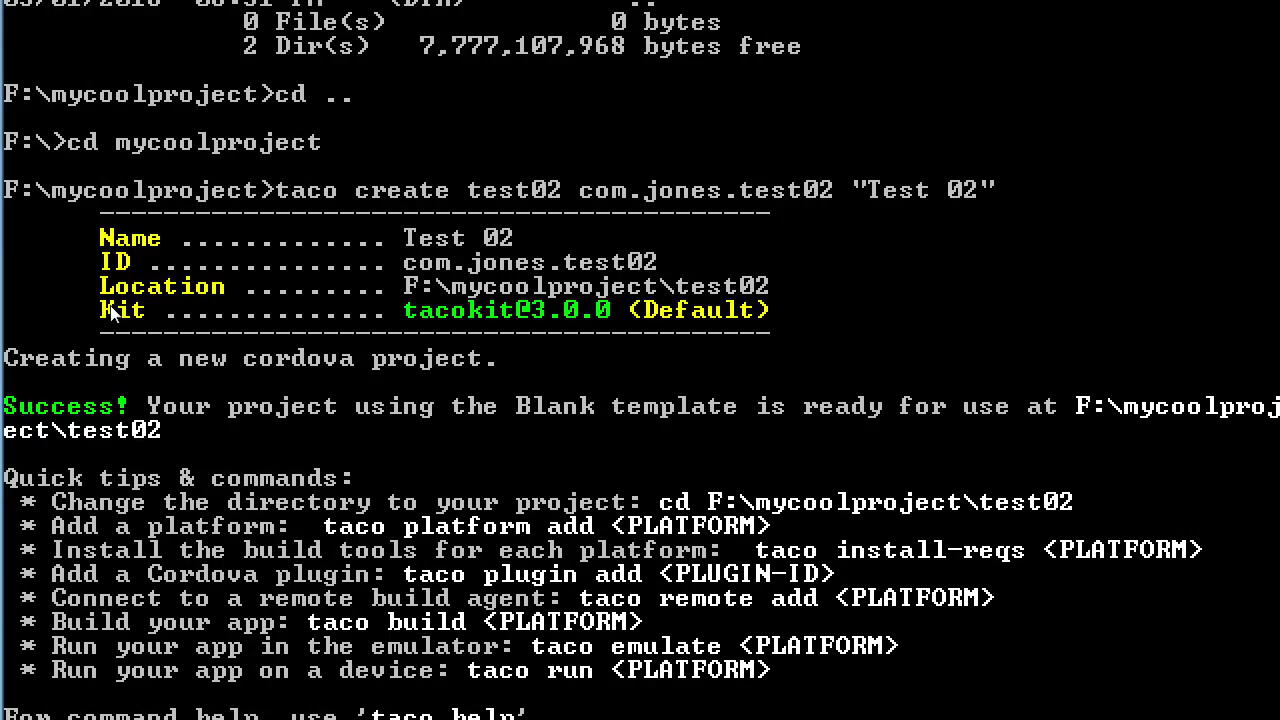 0 File(s) 0 bytes
2 Dir(s) 7,777,107,968 bytes free
F:\mycoolproject>cd ..
F:\>cd mycoolproject
F:\mycoolproject>taco create test02 com.jones.test02 "Test 02"
------------------------------------------
Name ............. Test 02
ID ............... com.jones.test02
Location ......... F:\mycoolproject\test02
Kit .............. tacokit@3.0.0 (Default)
------------------------------------------
Creating a new cordova project.
Success! Your project using the Blank template is ready for use at F:\mycoolproj
ect\test02
Quick tips & commands:
* Change the directory to your project: cd F:\mycoolproject\test02
* Add a platform: taco platform add <PLATFORM>
* Install the build tools for each platform: taco install-reqs <PLATFORM>
* Add a Cordova plugin: taco plugin add <PLUGIN-ID>
* Connect to a remote build agent: taco remote add <PLATFORM>
* Build your app: taco build <PLATFORM>
* Run your app in the emulator: taco emulate <PLATFORM>
* Run your app on a device: taco run <PLATFORM>
For command help, use 'taco help'